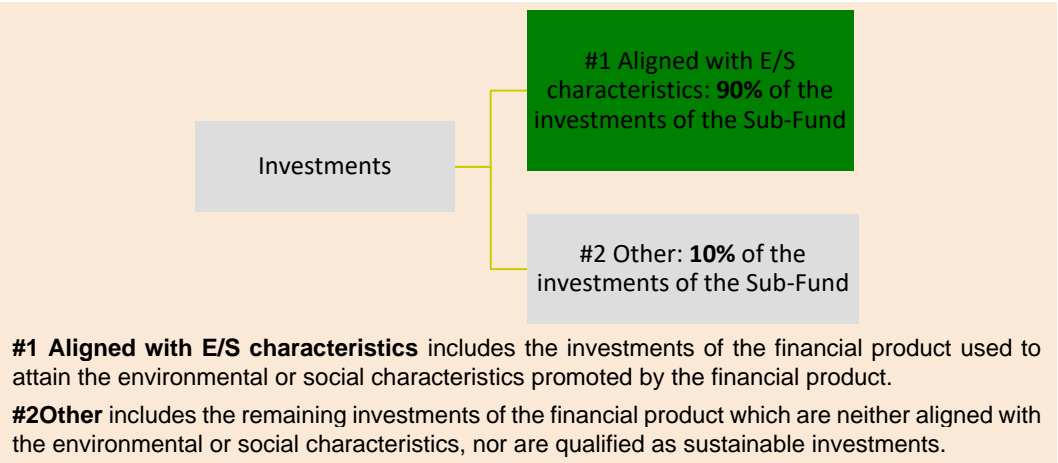 #1 Aligned with E/S
characteristics: 90% of the
investments of the Sub-Fund
Investments
#2 Other: 10% of the
investments of the Sub-Fund
#1 Aligned with E/S characteristics includes the investments of the financial product used to
attain the environmental or social characteristics promoted by the financial product.
#2Other includes the remaining investments of the financial product which are neither aligned with
the environmental or social characteristics, nor are qualified as sustainable investments.